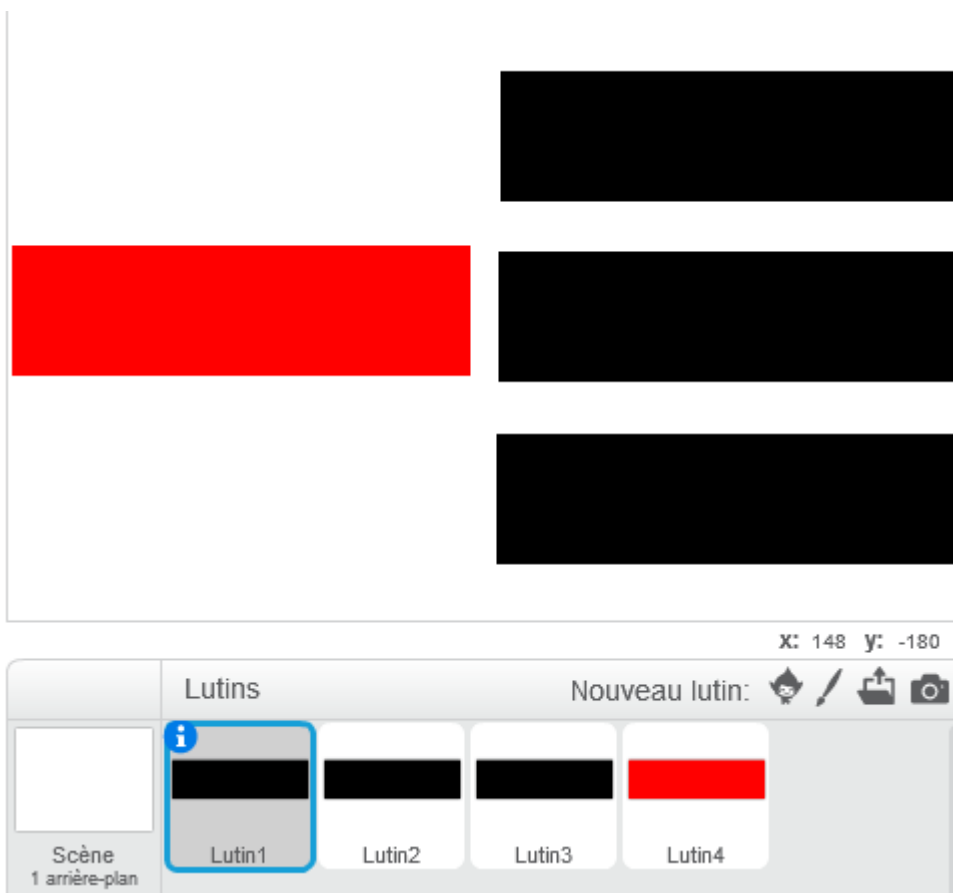 x: 148 y: -180
Lutins
Nouveau lutin:
Lutin1
Lutin2
Lutin3
Lutin4
Scène
1 arrière-plan